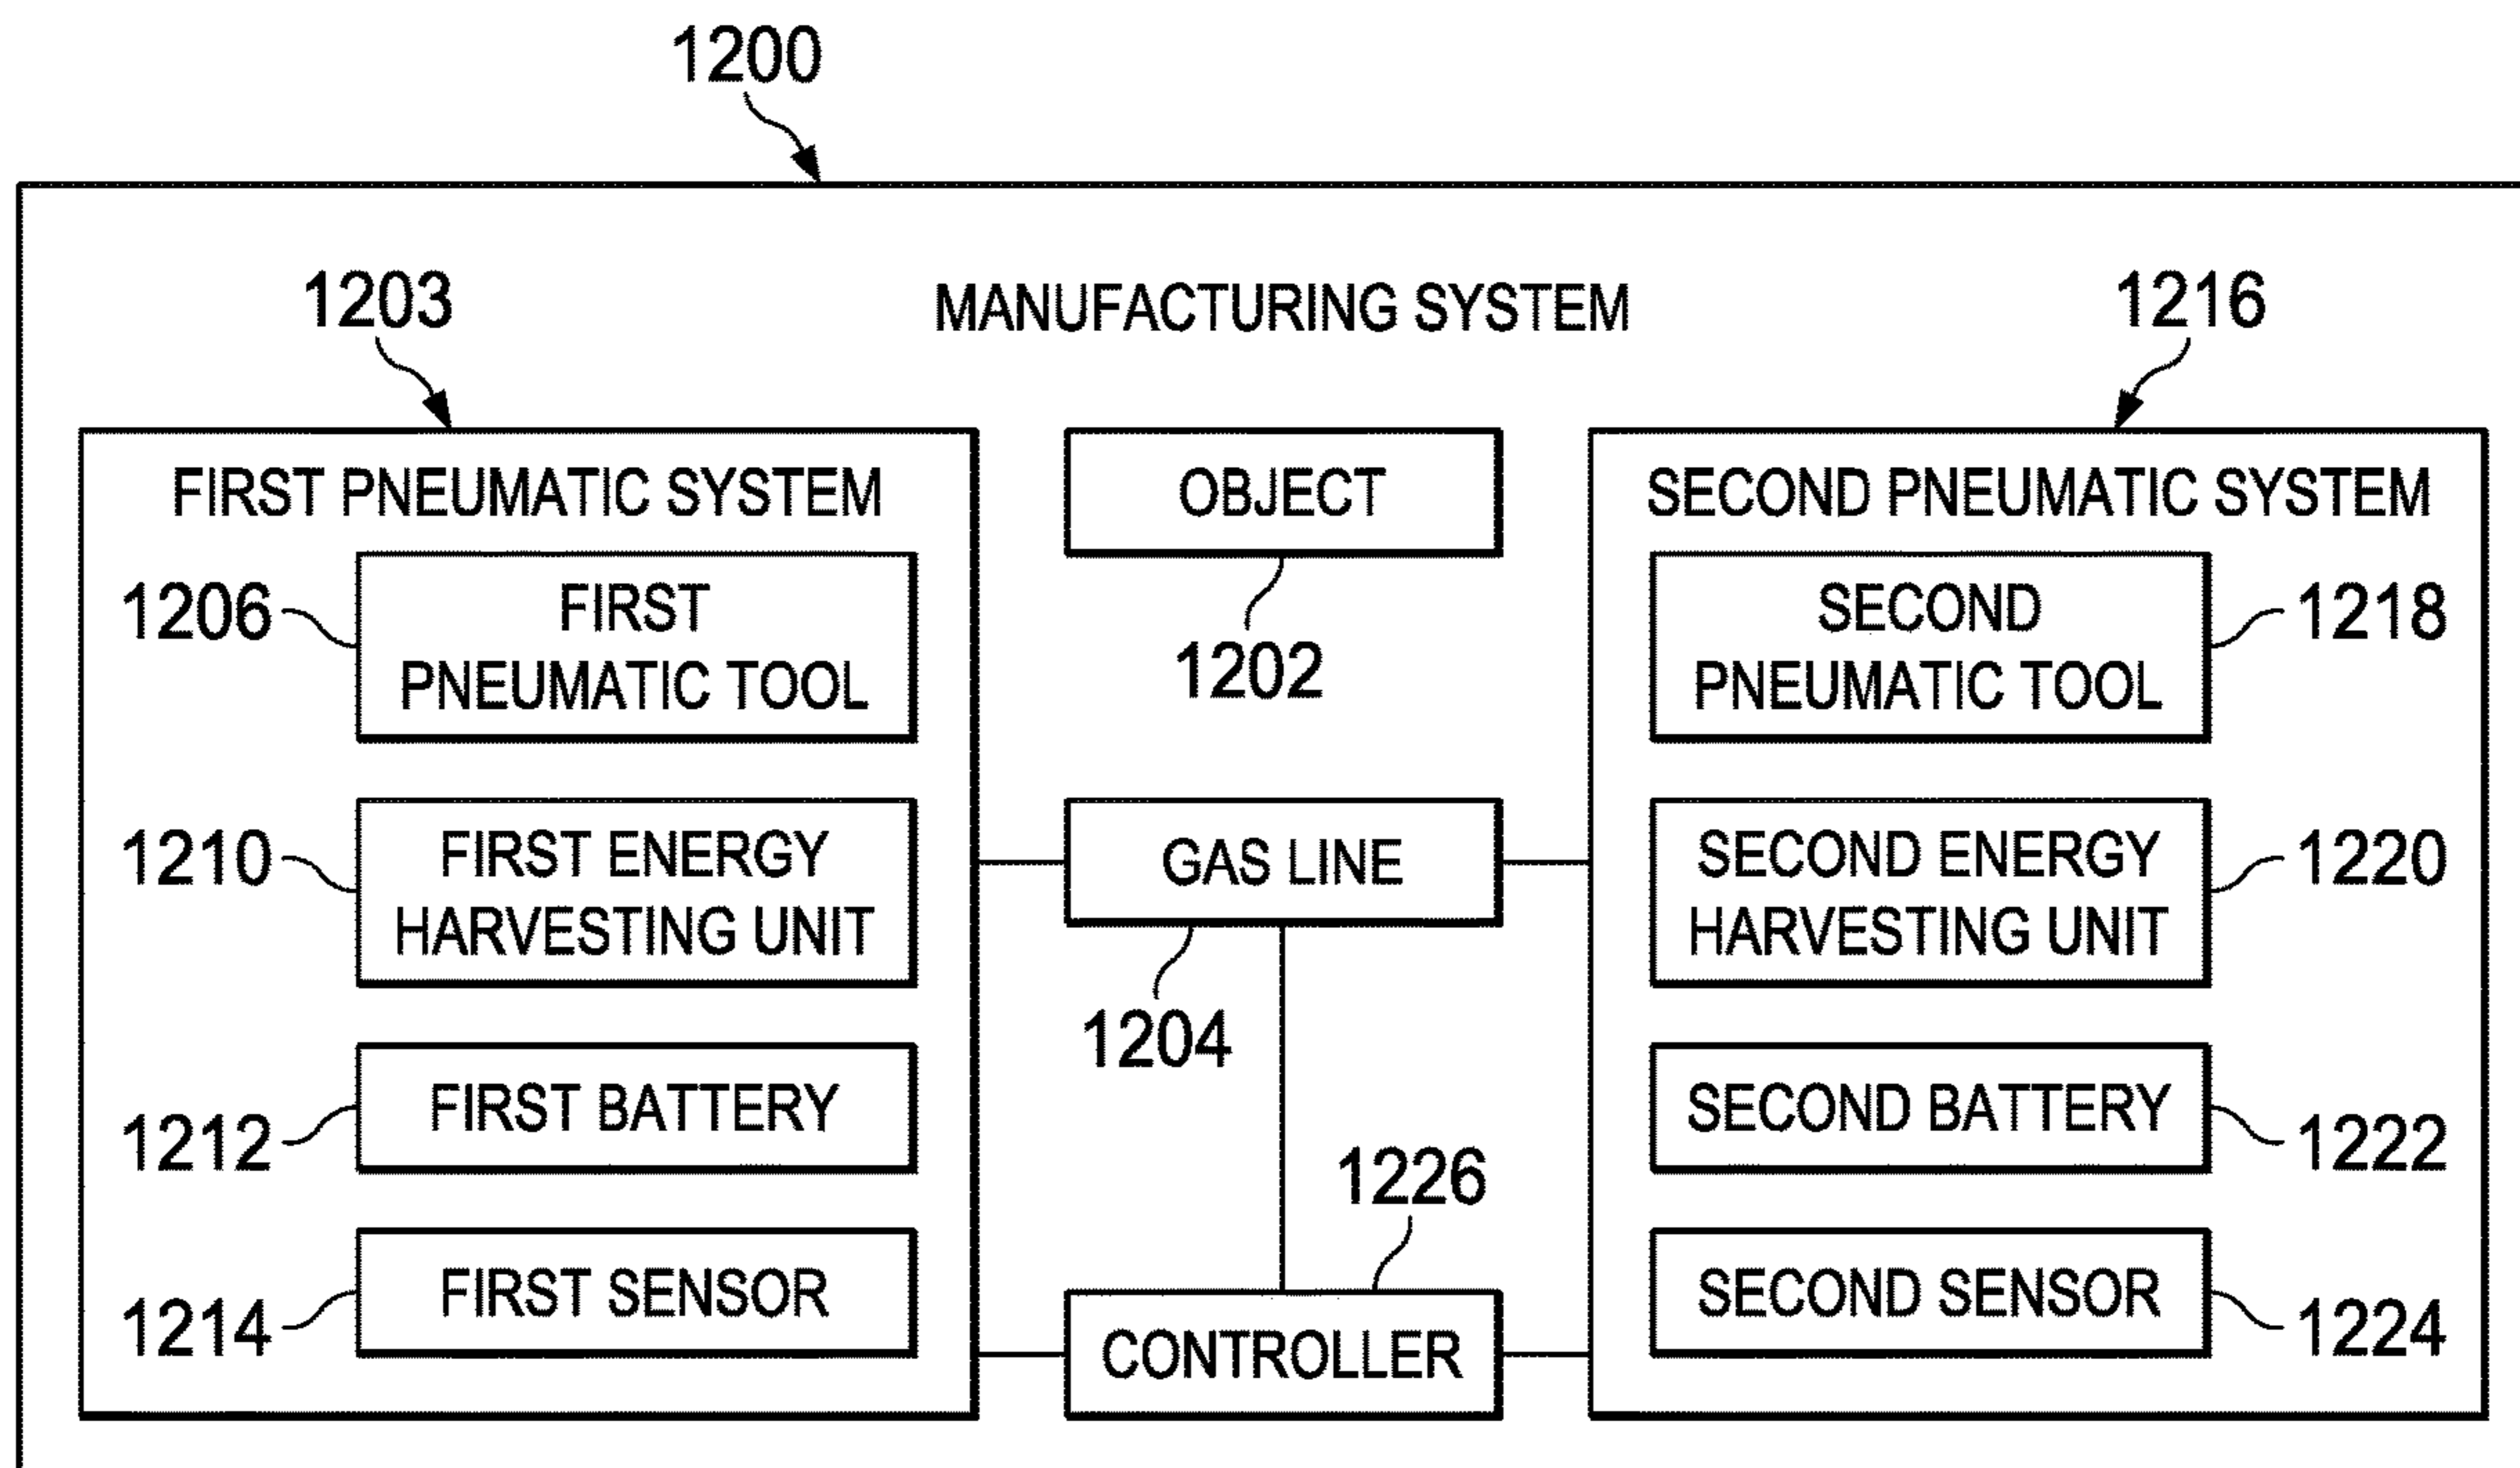 1200
MANUFACTURING SYSTEM
1203
1216
FIRST PNEUMATIC SYSTEM
1206
FIRST
PNEUMATIC TOOL
1210
FIRST ENERGY
HARVESTING UNIT
1212
FIRST BATTERY
1214
FIRST SENSOR
OBJECT
1202
GAS LINE
1204
1226
CONTROLLER
SECOND PNEUMATIC SYSTEM
SECOND
PNEUMATIC TOOL
1218
SECOND ENERGY
HARVESTING UNIT
1220
SECOND BATTERY
1222
SECOND SENSOR
1224